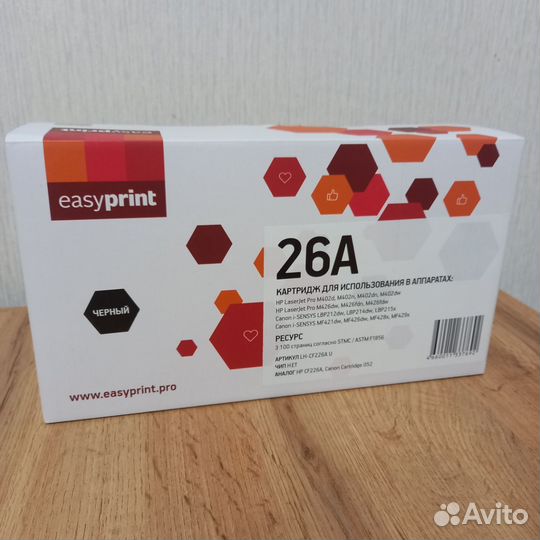 easyprint
easyprint
26A
КАРТРИДЖ ДЛЯ ИСПОЛЬЗОВАНИЯ В АППАРАТАХ:
HP LaserJet Pro M402d, M402n, M402dn, M402dw
HP LaserJet Pro M426dw, M426fdn, M426fdw
Canon i-SENSYS LBP212dw, LBP214dw, LBP215x
Canon i-SENSYS MF421dw, MF426dw, MF428x, MF429x
РЕСУРС
3 100 страниц согласно STMC / ASTM F1856
АРТИКУЛ LH-CF226A U
ЧИП НЕТ
АНАЛОГ HP CF226A, Canon Cartridge 052
ЧЕРНЫЙ
www.easyprint.pro
Avito